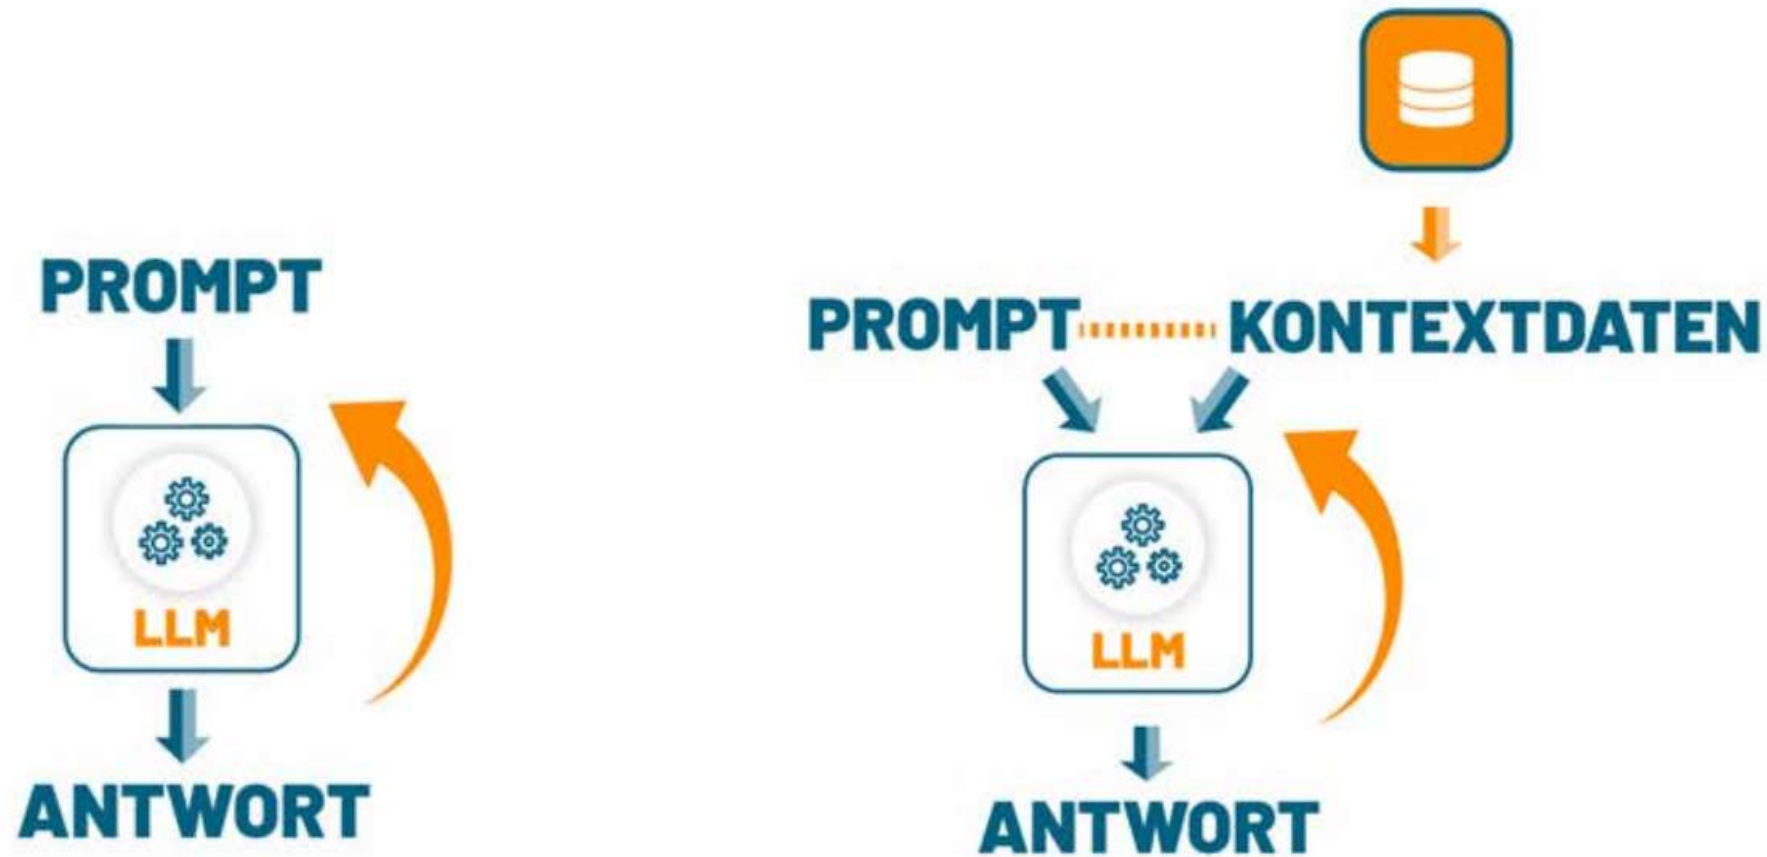 PROMPT
LLM
ANTWORT
PROMPT KONTEXTDATEN
LLM
ANTWORT